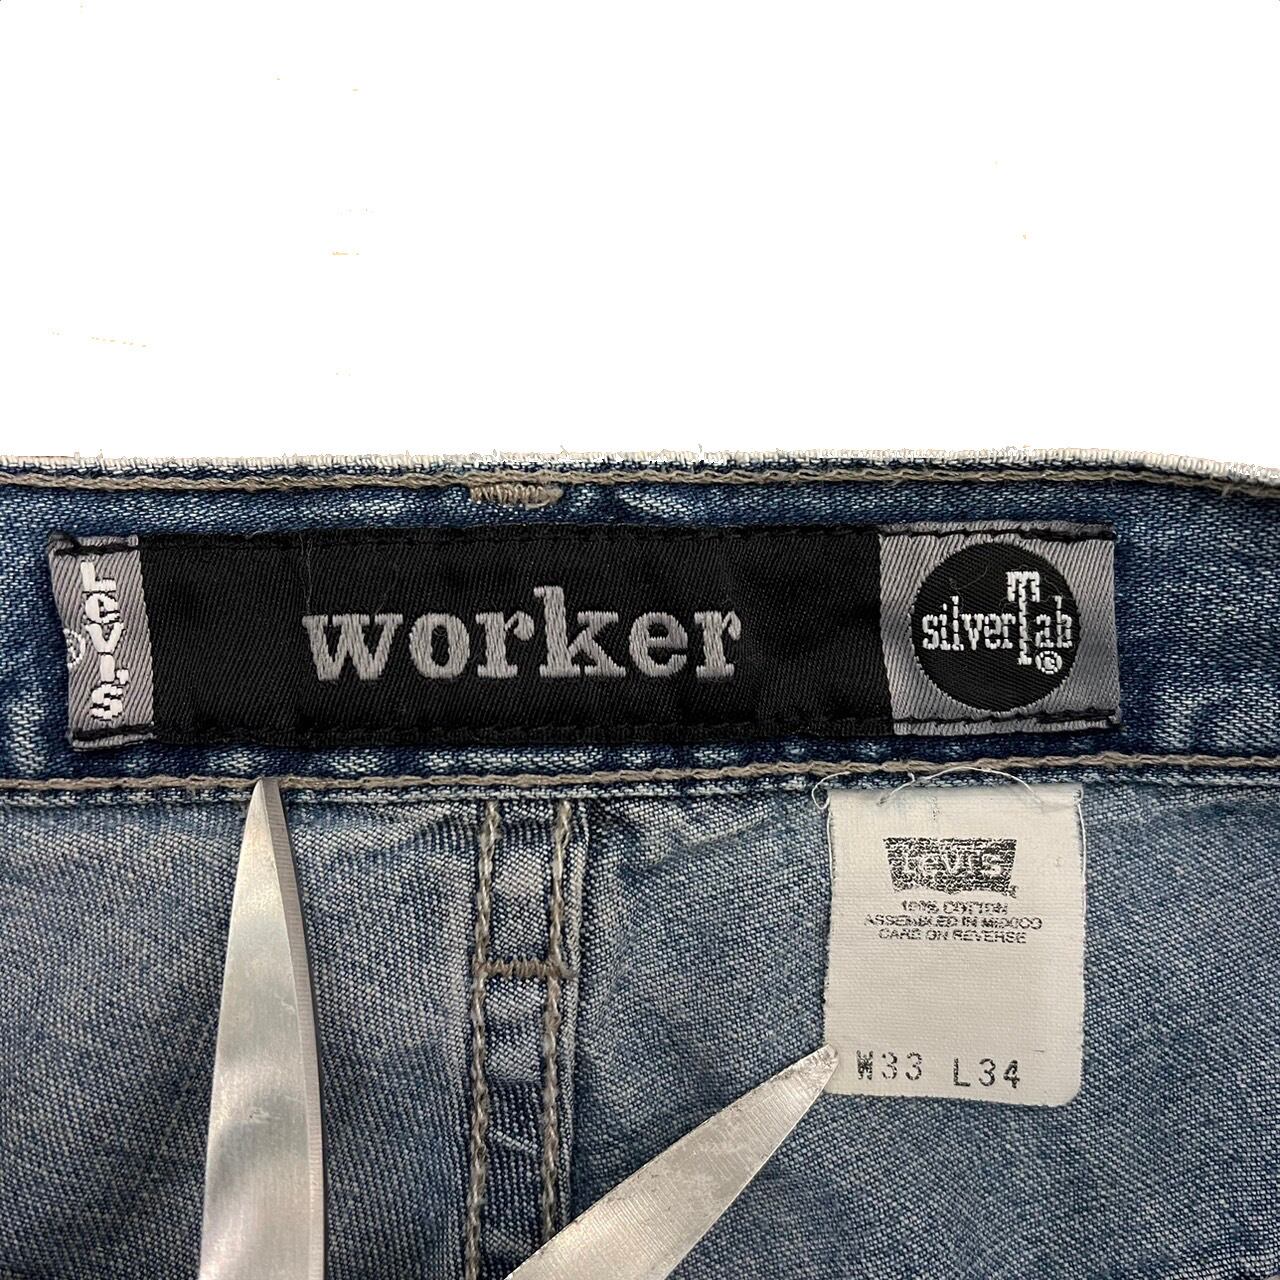 LEVI'S
®
worker
silverTab
®
LEVI'S
100% COTTON
ASSEMBLED IN MEXICO
CARE ON REVERSE
W33 L34